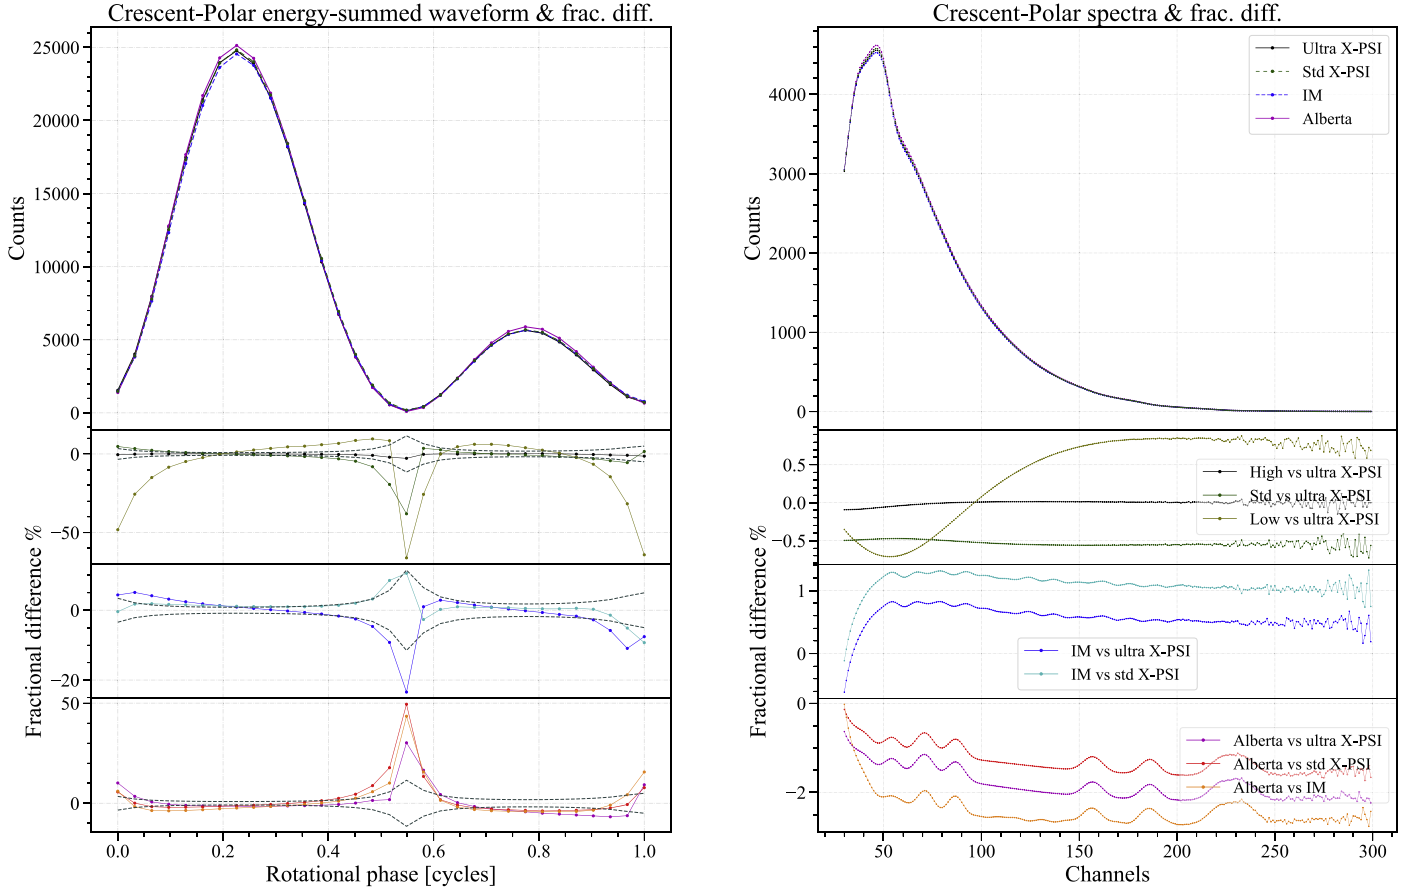 Crescent-Polar energy-summed waveform & frac. diff.
25000
20000
15000
10000
5000
0
Counts
0
−50
0
−20
50
0
Fractional difference %
0.0 0.2 0.4 0.6 0.8 1.0
Rotational phase [cycles]
Crescent-Polar spectra & frac. diff.
Ultra X-PSI
Std X-PSI
IM
Alberta
4000
3000
2000
1000
0
Counts
0.5
0.0
−0.5
High vs ultra X-PSI
Std vs ultra X-PSI
Low vs ultra X-PSI
1
0
IM vs ultra X-PSI
IM vs std X-PSI
0
−2
Alberta vs ultra X-PSI
Alberta vs std X-PSI
Alberta vs IM
Fractional difference %
50 100 150 200 250 300
Channels